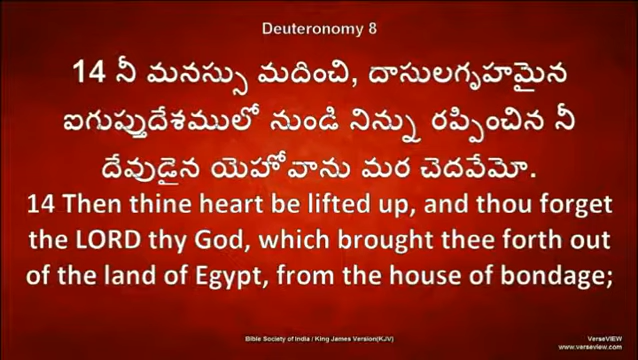 Deuteronomy 8
14 నీ మనస్సు మదించి, దాసులగృహమైన
ఐగుప్తుదేశములో నుండి నిన్ను రప్పించిన నీ
దేవుడైన యెహోవాను మర చెదవేమో.
14 Then thine heart be lifted up, and thou forget
the LORD thy God, which brought thee forth out
of the land of Egypt, from the house of bondage;
Bible Society of India / King James Version(KJV)
VerseVIEW
www.verseview.com